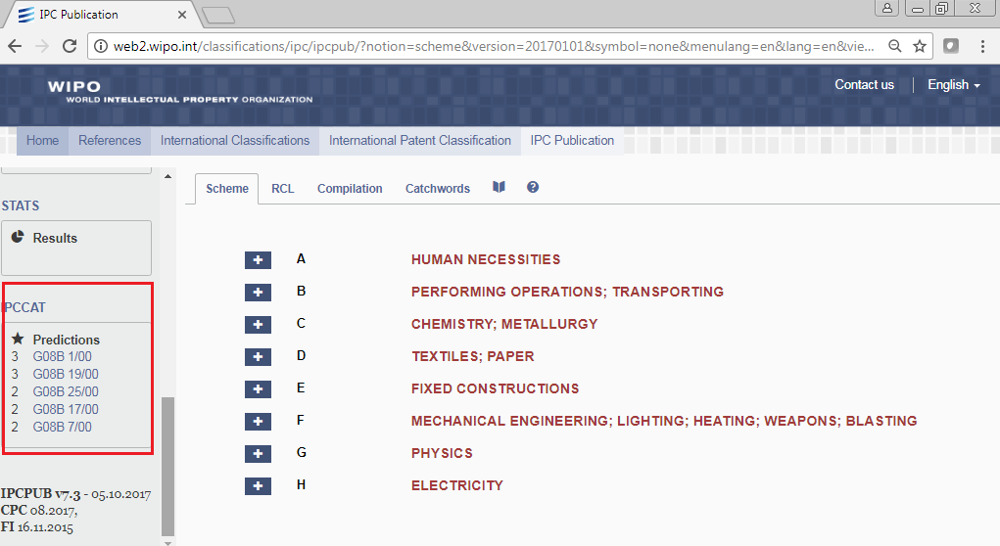 IPC Publication
web2.wipo.int/classifications/ipc/ipcpub/?notion=scheme&version=20170101&symbol=none&menulang=en&lang=en&vie...
WIPO
WORLD INTELLECTUAL PROPERTY ORGANIZATION
Contact us
English
Home References International Classifications International Patent Classification IPC Publication
STATS
Results
IPCCAT
Predictions
3 G08B 1/00
3 G08B 19/00
2 G08B 25/00
2 G08B 17/00
2 G08B 7/00
IPCPUB v7.3 - 05.10.2017
CPC 08.2017,
FI 16.11.2015
Scheme RCL Compilation Catchwords
A HUMAN NECESSITIES
B PERFORMING OPERATIONS; TRANSPORTING
C CHEMISTRY; METALLURGY
D TEXTILES; PAPER
E FIXED CONSTRUCTIONS
F MECHANICAL ENGINEERING; LIGHTING; HEATING; WEAPONS; BLASTING
G PHYSICS
H ELECTRICITY